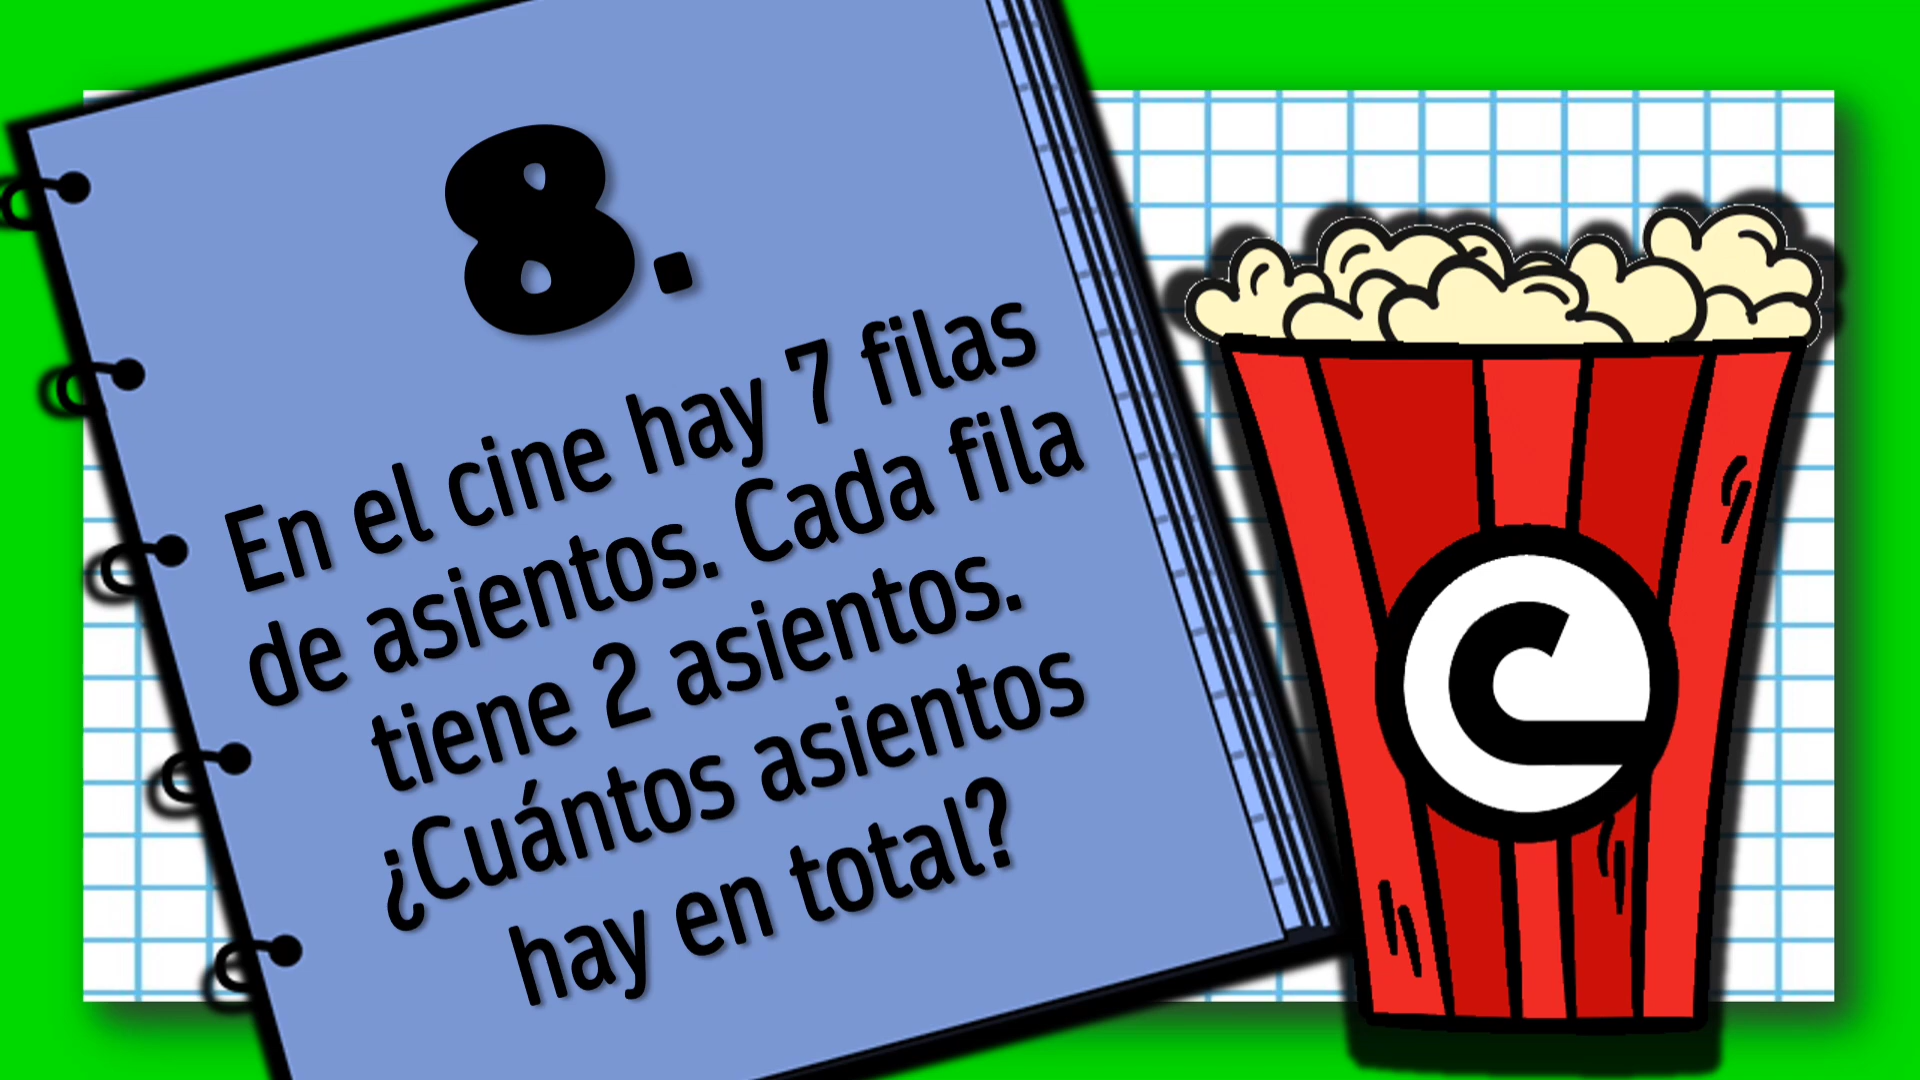 8.
En el cine hay 7 filas
de asientos. Cada fila
tiene 2 asientos.
¿Cuántos asientos
hay en total?